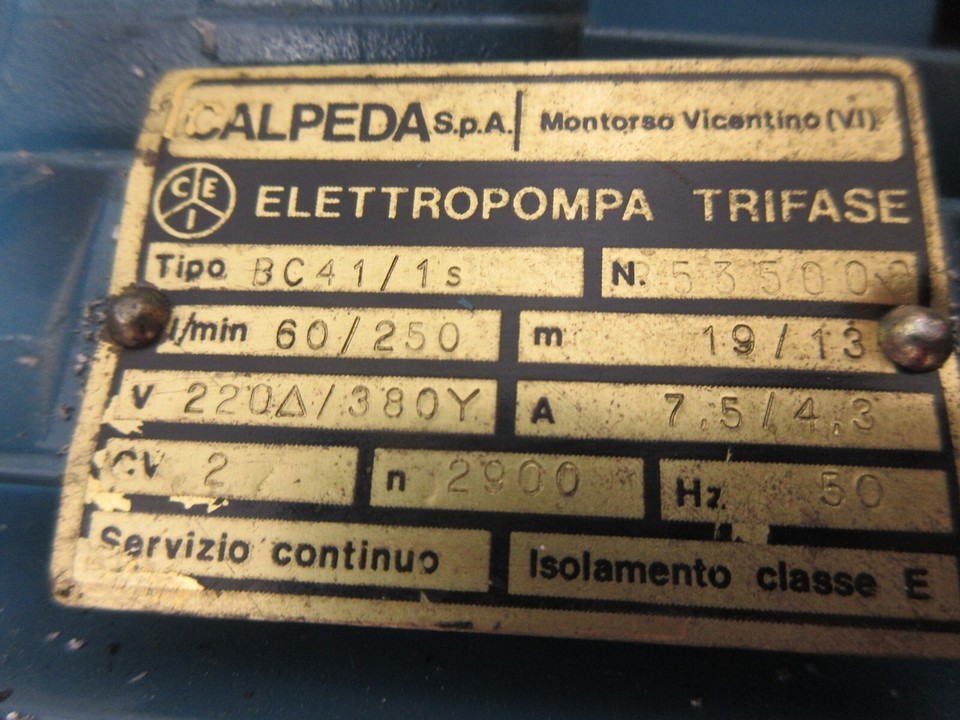 CALPEDA S.p.A. Montorso Vicentino (VI)
CEI ELETTROPOMPA TRIFASE
Tipo BC41/1s N.
l/min 60/250 m 19/13
V 220Δ/380Y A 7,5/4,3
CV 2 n 2900 Hz 50
Servizio continuo Isolamento classe E